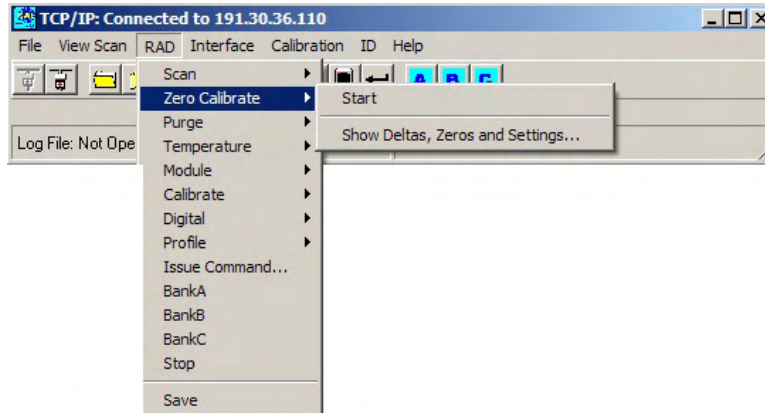 TCP/IP: Connected to 191.30.36.110
File View Scan RAD Interface Calibration ID Help
A B C
Log File: Not Ope
Scan
Zero Calibrate
Purge
Temperature
Module
Calibrate
Digital
Profile
Issue Command...
BankA
BankB
BankC
Stop
Save
Start
Show Deltas, Zeros and Settings...